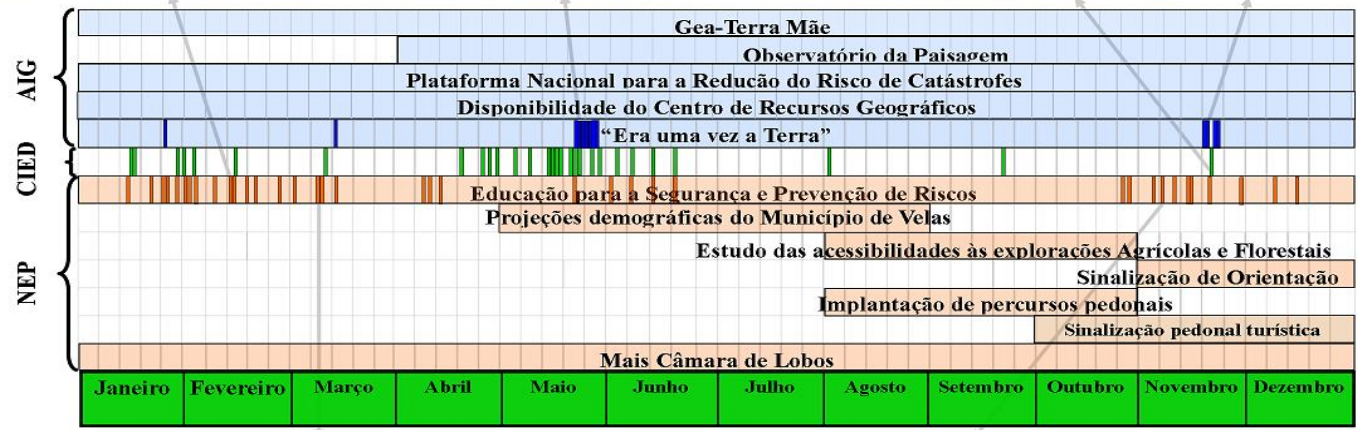 AIG
Gea-Terra Mãe
Observatório da Paisagem
Plataforma Nacional para a Redução do Risco de Catástrofes
Disponibilidade do Centro de Recursos Geográficos
“Era uma vez a Terra”
CIED
NEP
Educação para a Segurança e Prevenção de Riscos
Projeções demográficas do Município de Velas
Estudo das acessibilidades às explorações Agrícolas e Florestais
Sinalização de Orientação
Implantação de percursos pedonais
Sinalização pedonal turística
Mais Câmara de Lobos
Janeiro Fevereiro Março Abril Maio Junho Julho Agosto Setembro Outubro Novembro Dezembro